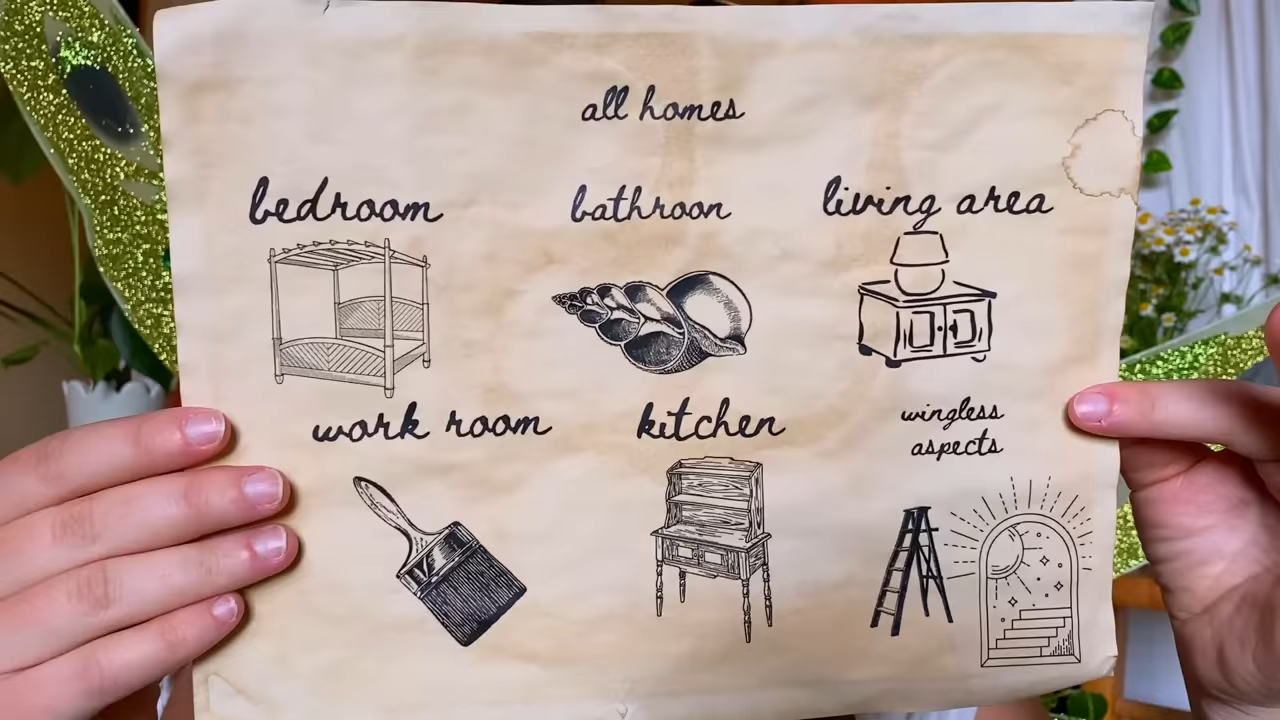 all homes
bedroom
bathroon
living area
work room
kitchen
wingless
aspects